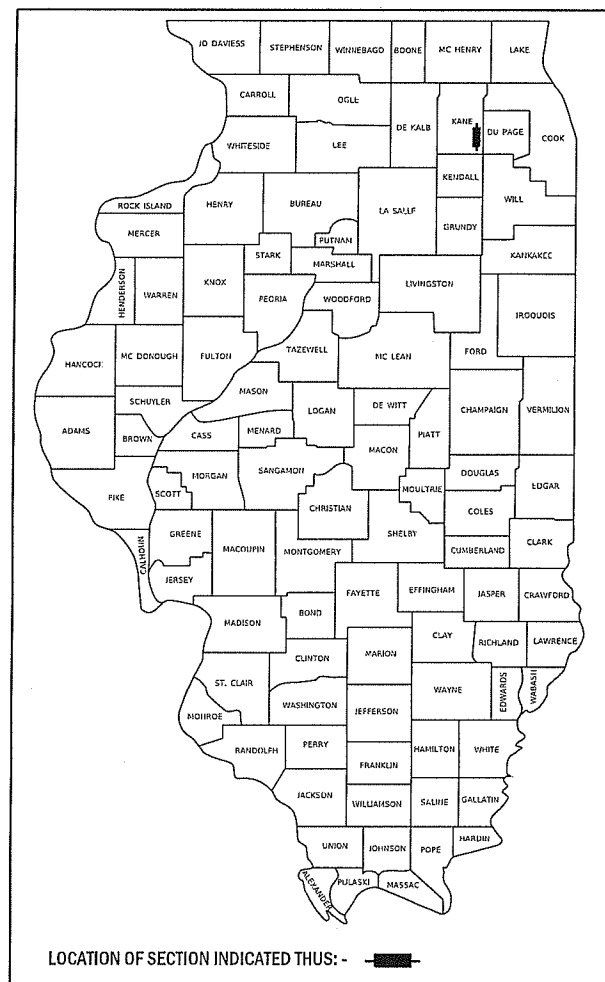 JO DAVIESS STEPHENSON WINNEBAGO BOONE MC HENRY LAKE
CARROLL OGLE DE KALB KANE DU PAGE COOK
WHITESIDE LEE
KENDALL
ROCK ISLAND HENRY BUREAU LA SALLE GRUNDY WILL
MERCER PUTNAM
STARK MARSHALL KANKAKEE
HENDERSON WARREN KNOX PEORIA WOODFORD LIVINGSTON IROQUOIS
HANCOCK MC DONOUGH FULTON TAZEWELL MC LEAN FORD
SCHUYLER MASON
ADAMS BROWN CASS MENARD LOGAN DE WITT PIATT CHAMPAIGN VERMILION
MACON
PIKE SCOTT MORGAN SANGAMON MOULTRIE DOUGLAS EDGAR
CHRISTIAN COLES
CALHOUN GREENE MACOUPIN MONTGOMERY SHELBY CUMBERLAND CLARK
JERSEY
FAYETTE EFFINGHAM JASPER CRAWFORD
MADISON BOND
CLAY RICHLAND LAWRENCE
CLINTON MARION
ST. CLAIR WAYNE EDWARDS WABASH
WASHINGTON JEFFERSON
MONROE
RANDOLPH PERRY HAMILTON WHITE
FRANKLIN
JACKSON WILLIAMSON SALINE GALLATIN
UNION JOHNSON POPE HARDIN
ALEXANDER PULASKI MASSAC
LOCATION OF SECTION INDICATED THUS: -